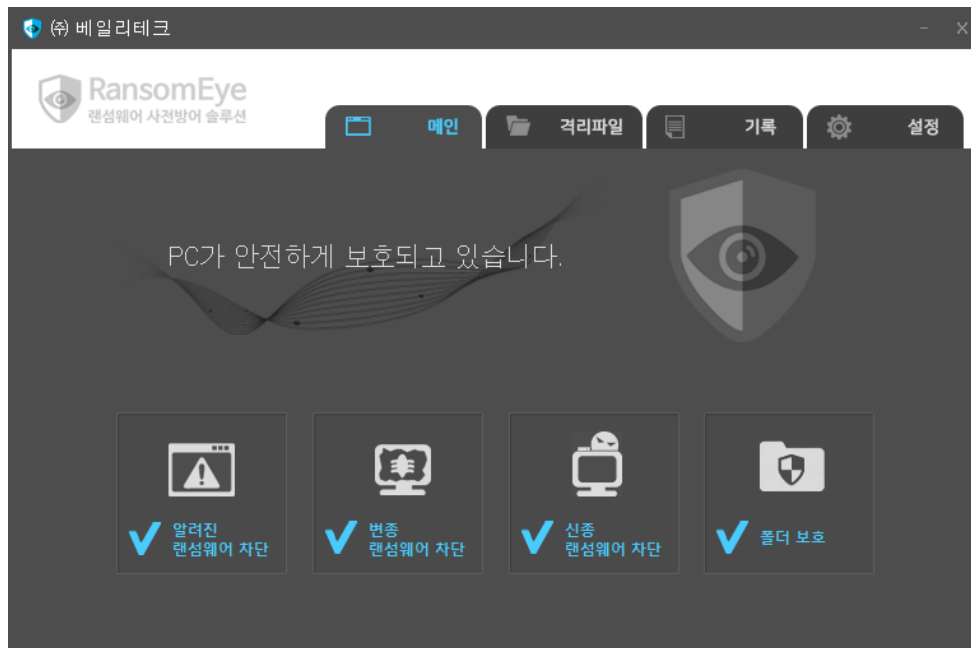 ㈜ 베일리테크
RansomEye
랜섬웨어 사전방어 솔루션
메인
격리파일
기록
설정
PC가 안전하게 보호되고 있습니다.
알려진
랜섬웨어 차단
변종
랜섬웨어 차단
신종
랜섬웨어 차단
폴더 보호